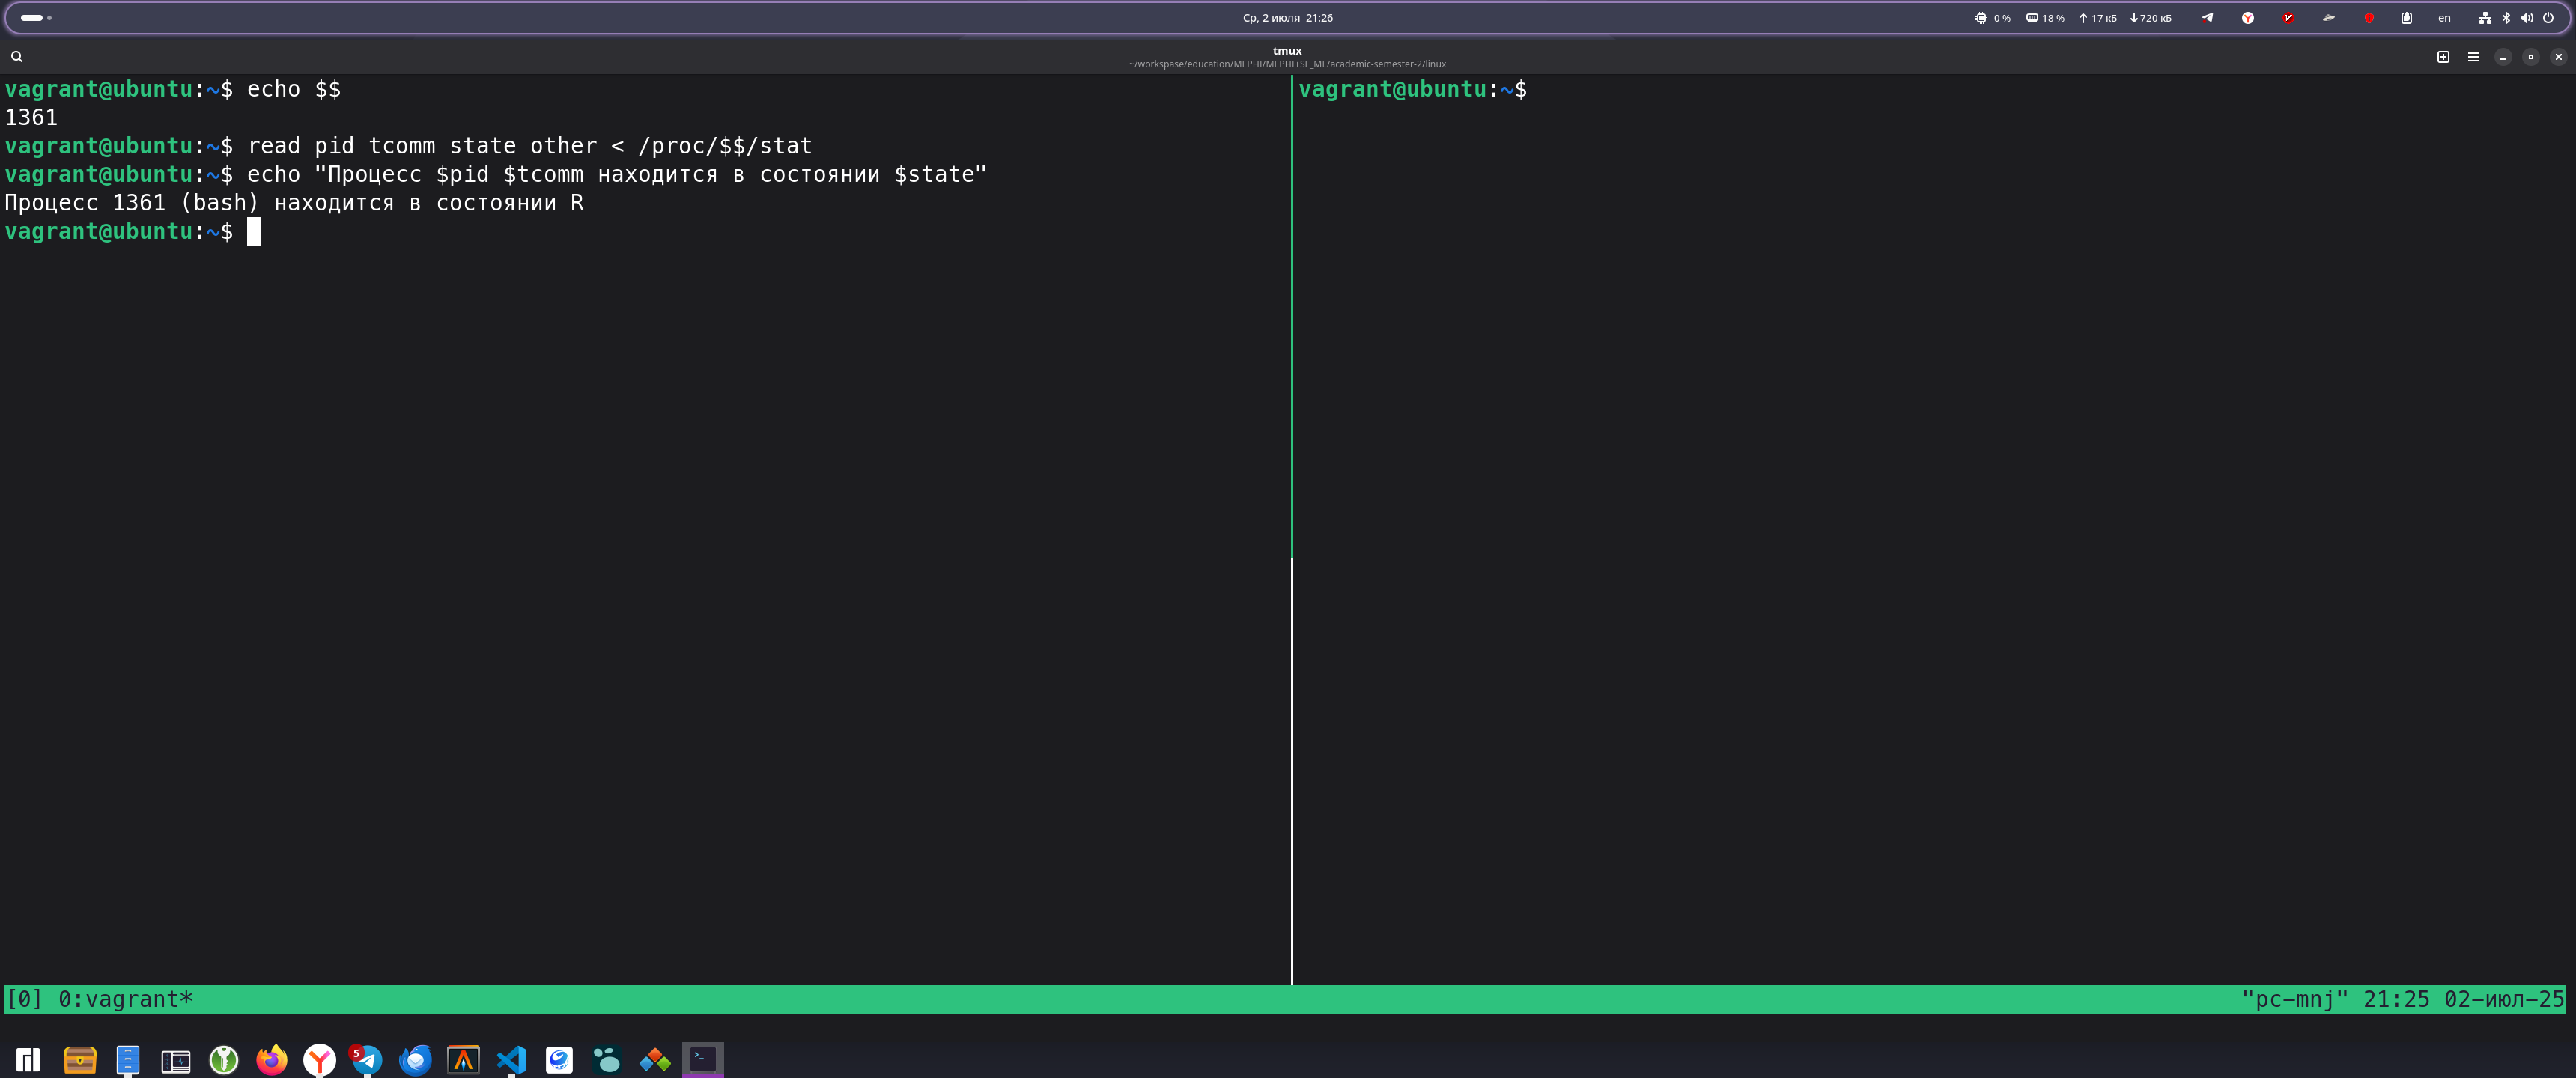 Ср, 2 июля 21:26
0 %
18 %
17 кБ
720 кБ
en
tmux
~/workspase/education/MEPHI/MEPHI+SF_ML/academic-semester-2/linux
vagrant@ubuntu:~$ echo $$
1361
vagrant@ubuntu:~$ read pid tcomm state other < /proc/$$/stat
vagrant@ubuntu:~$ echo "Процесс $pid $tcomm находится в состоянии $state"
Процесс 1361 (bash) находится в состоянии R
vagrant@ubuntu:~$
vagrant@ubuntu:~$
[0] 0:vagrant*
"pc-mnj" 21:25 02-июл-25
5